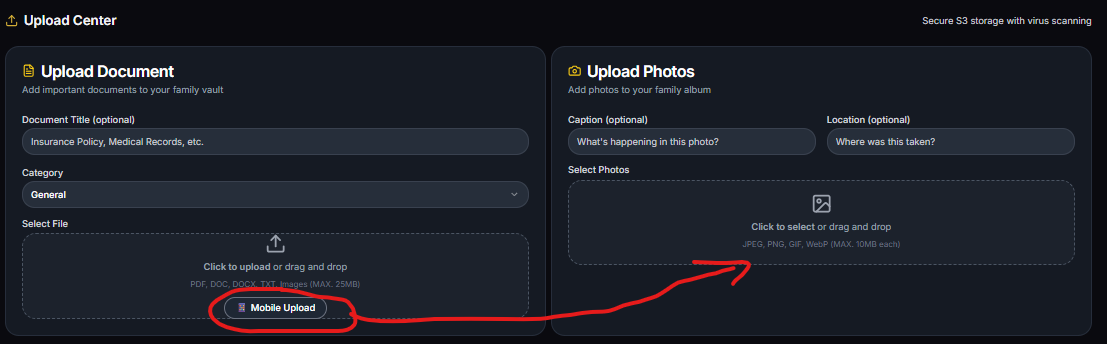 Upload Center
Secure S3 storage with virus scanning
Upload Document
Add important documents to your family vault
Document Title (optional)
Insurance Policy, Medical Records, etc.
Category
General
Select File
Click to upload or drag and drop
PDF, DOC, DOCX, TXT, Images (MAX. 25MB)
Mobile Upload
Upload Photos
Add photos to your family album
Caption (optional)
Location (optional)
What's happening in this photo?
Where was this taken?
Select Photos
Click to select or drag and drop
JPEG, PNG, GIF, WebP (MAX. 10MB each)